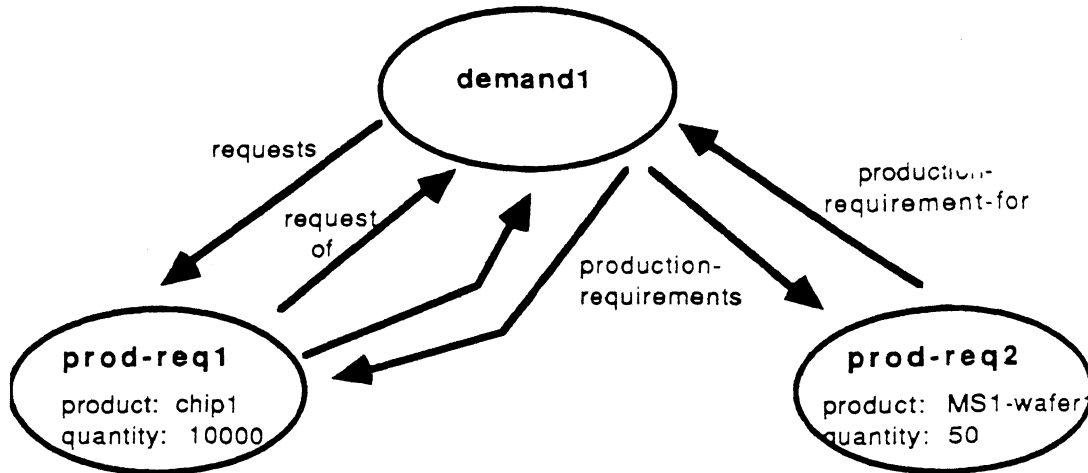 demand1
requests
request
of
production-
requirement-for
production-
requirements
prod-req1
product: chip1
quantity: 10000
prod-req2
product: MS1-wafer1
quantity: 50